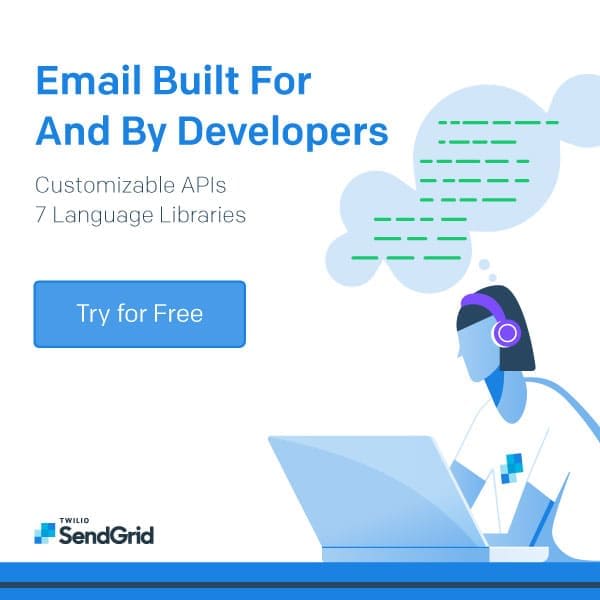 Email Built For
And By Developers
Customizable APIs
7 Language Libraries
Try for Free
TWILIO
SendGrid